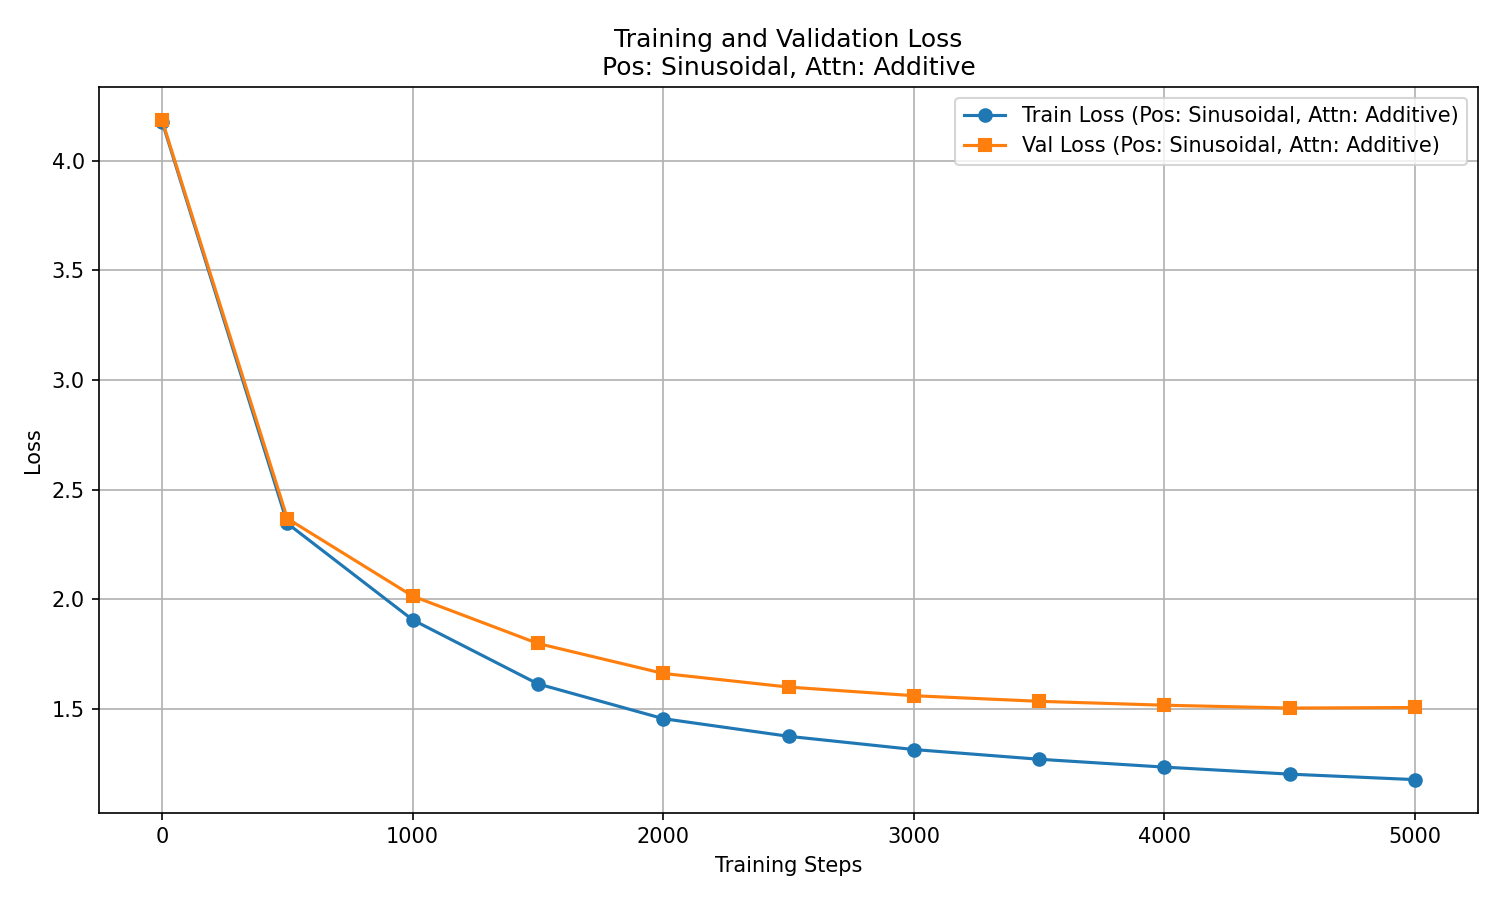 Training and Validation Loss
Pos: Sinusoidal, Attn: Additive
Train Loss (Pos: Sinusoidal, Attn: Additive)
Val Loss (Pos: Sinusoidal, Attn: Additive)
4.0
3.5
3.0
2.5
2.0
1.5
Loss
0 1000 2000 3000 4000 5000
Training Steps